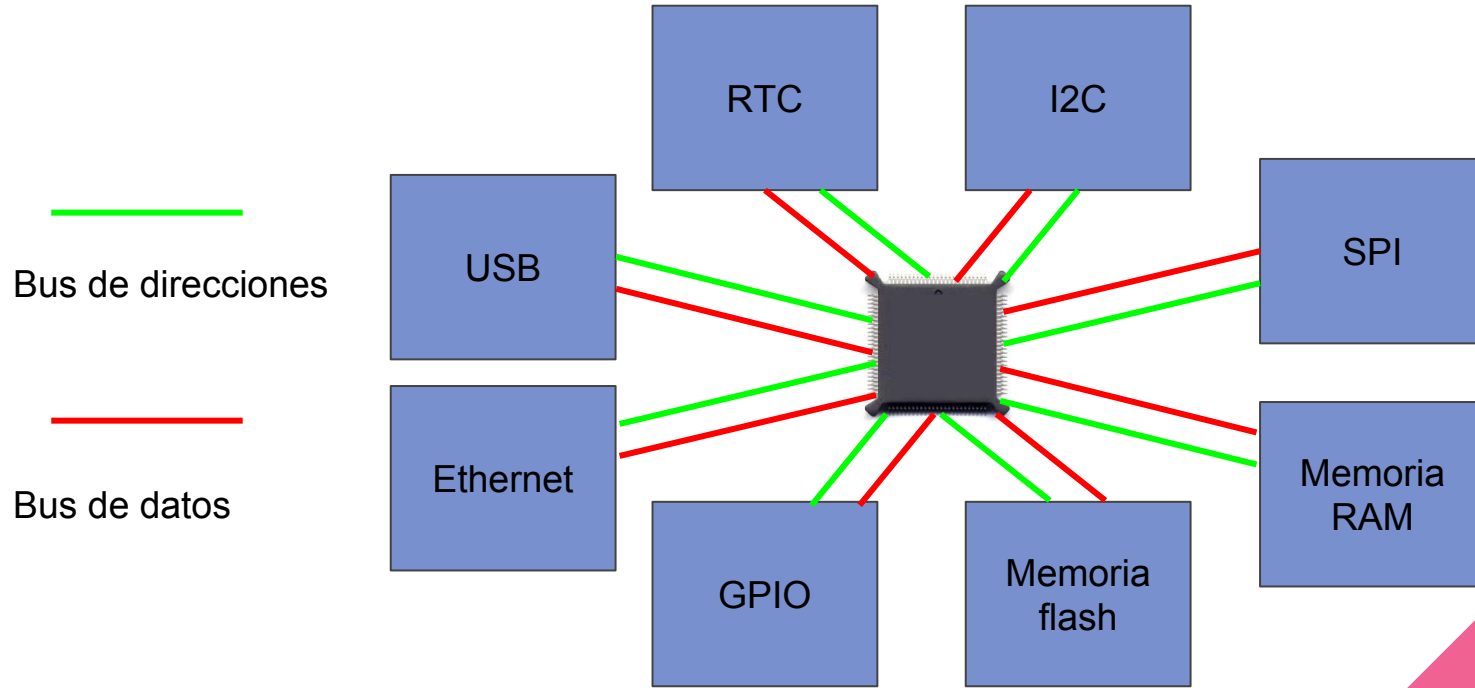 RTC
I2C
SPI
USB
Bus de direcciones
Ethernet
Bus de datos
GPIO
Memoria
flash
Memoria
RAM